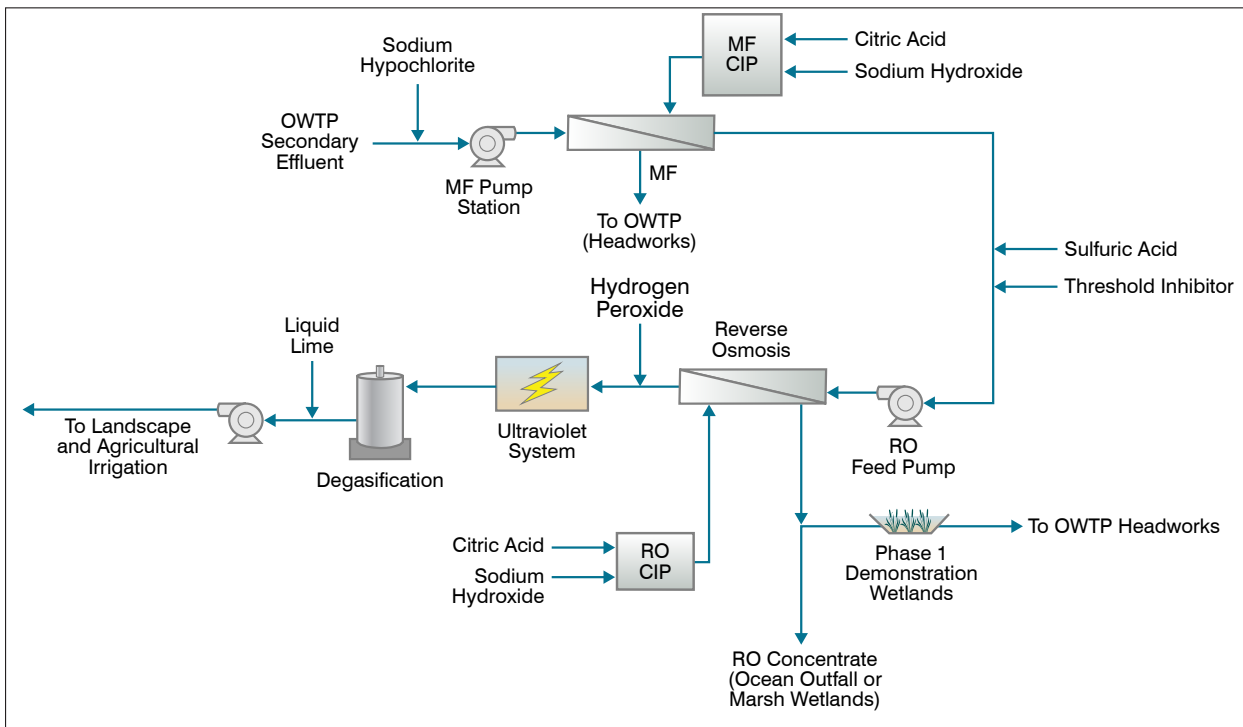 Sodium
Hypochlorite
MF
CIP
Citric Acid
Sodium Hydroxide
OWTP
Secondary
Effluent
MF Pump
Station
MF
To OWTP
(Headworks)
Sulfuric Acid
Threshold Inhibitor
Hydrogen
Peroxide
Liquid
Lime
Reverse
Osmosis
To Landscape
and Agricultural
Irrigation
Degasification
Ultraviolet
System
RO
Feed Pump
Citric Acid
Sodium
Hydroxide
RO
CIP
To OWTP Headworks
Phase 1
Demonstration
Wetlands
RO Concentrate
(Ocean Outfall or
Marsh Wetlands)